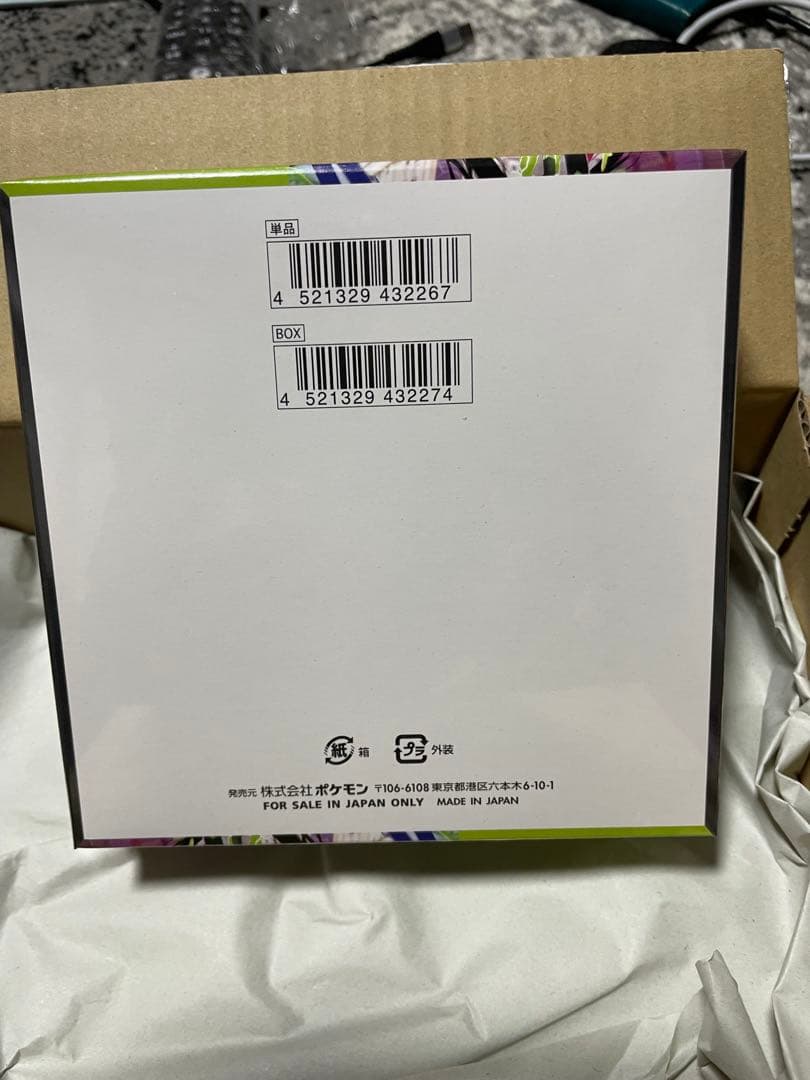 単品
4 521329 432267
BOX
4 521329 432274
紙 箱
プラ 外装
発売元 株式会社ポケモン 〒106-6108 東京都港区六本木6-10-1
FOR SALE IN JAPAN ONLY MADE IN JAPAN